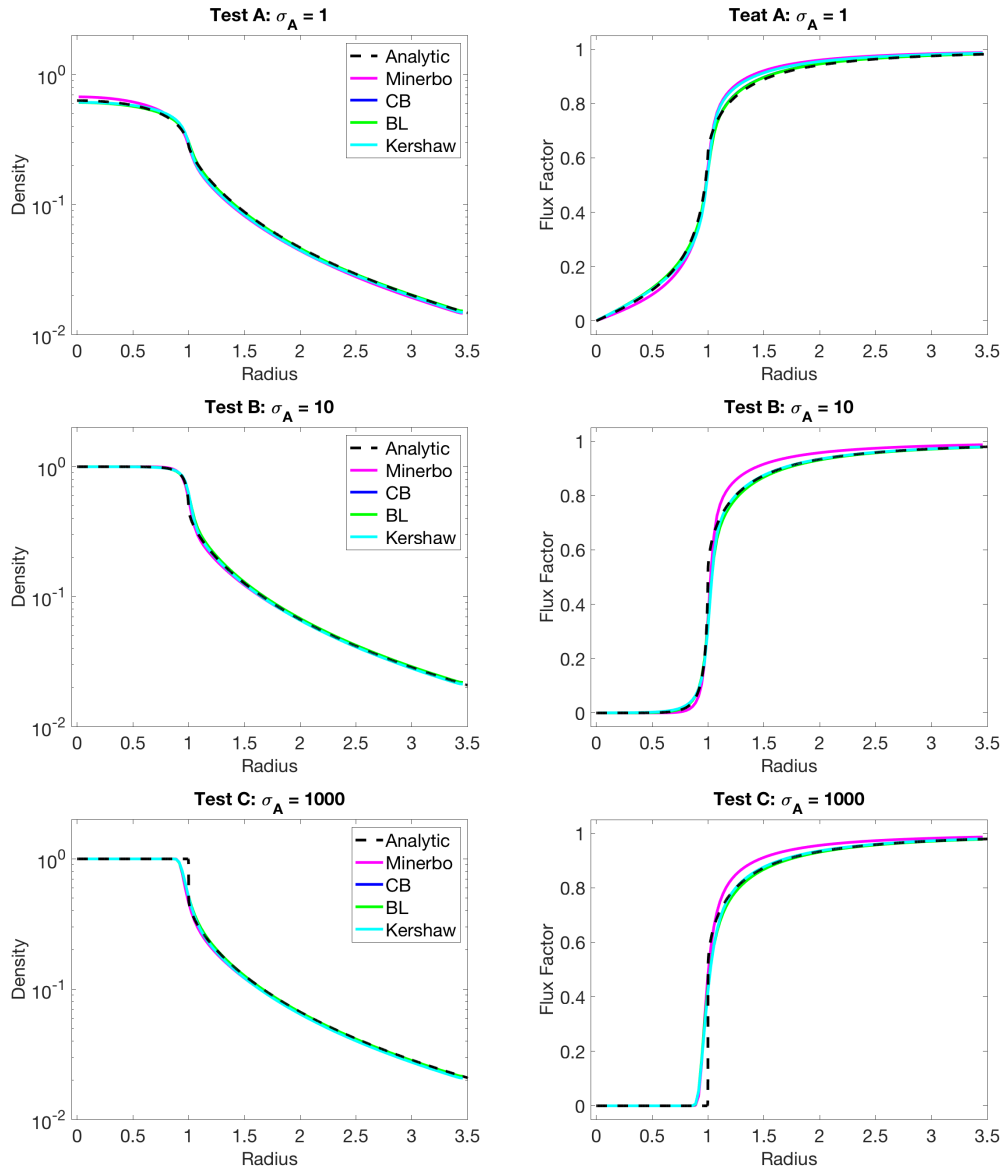 Test A: σ_A = 1
Density
10^0
10^-1
10^-2
Analytic
Minerbo
CB
BL
Kershaw
0 0.5 1 1.5 2 2.5 3 3.5
Radius
Teat A: σ_A = 1
Flux Factor
1
0.8
0.6
0.4
0.2
0
0 0.5 1 1.5 2 2.5 3 3.5
Radius
Test B: σ_A = 10
Density
10^0
10^-1
10^-2
Analytic
Minerbo
CB
BL
Kershaw
0 0.5 1 1.5 2 2.5 3 3.5
Radius
Test B: σ_A = 10
Flux Factor
1
0.8
0.6
0.4
0.2
0
0 0.5 1 1.5 2 2.5 3 3.5
Radius
Test C: σ_A = 1000
Density
10^0
10^-1
10^-2
Analytic
Minerbo
CB
BL
Kershaw
0 0.5 1 1.5 2 2.5 3 3.5
Radius
Test C: σ_A = 1000
Flux Factor
1
0.8
0.6
0.4
0.2
0
0 0.5 1 1.5 2 2.5 3 3.5
Radius